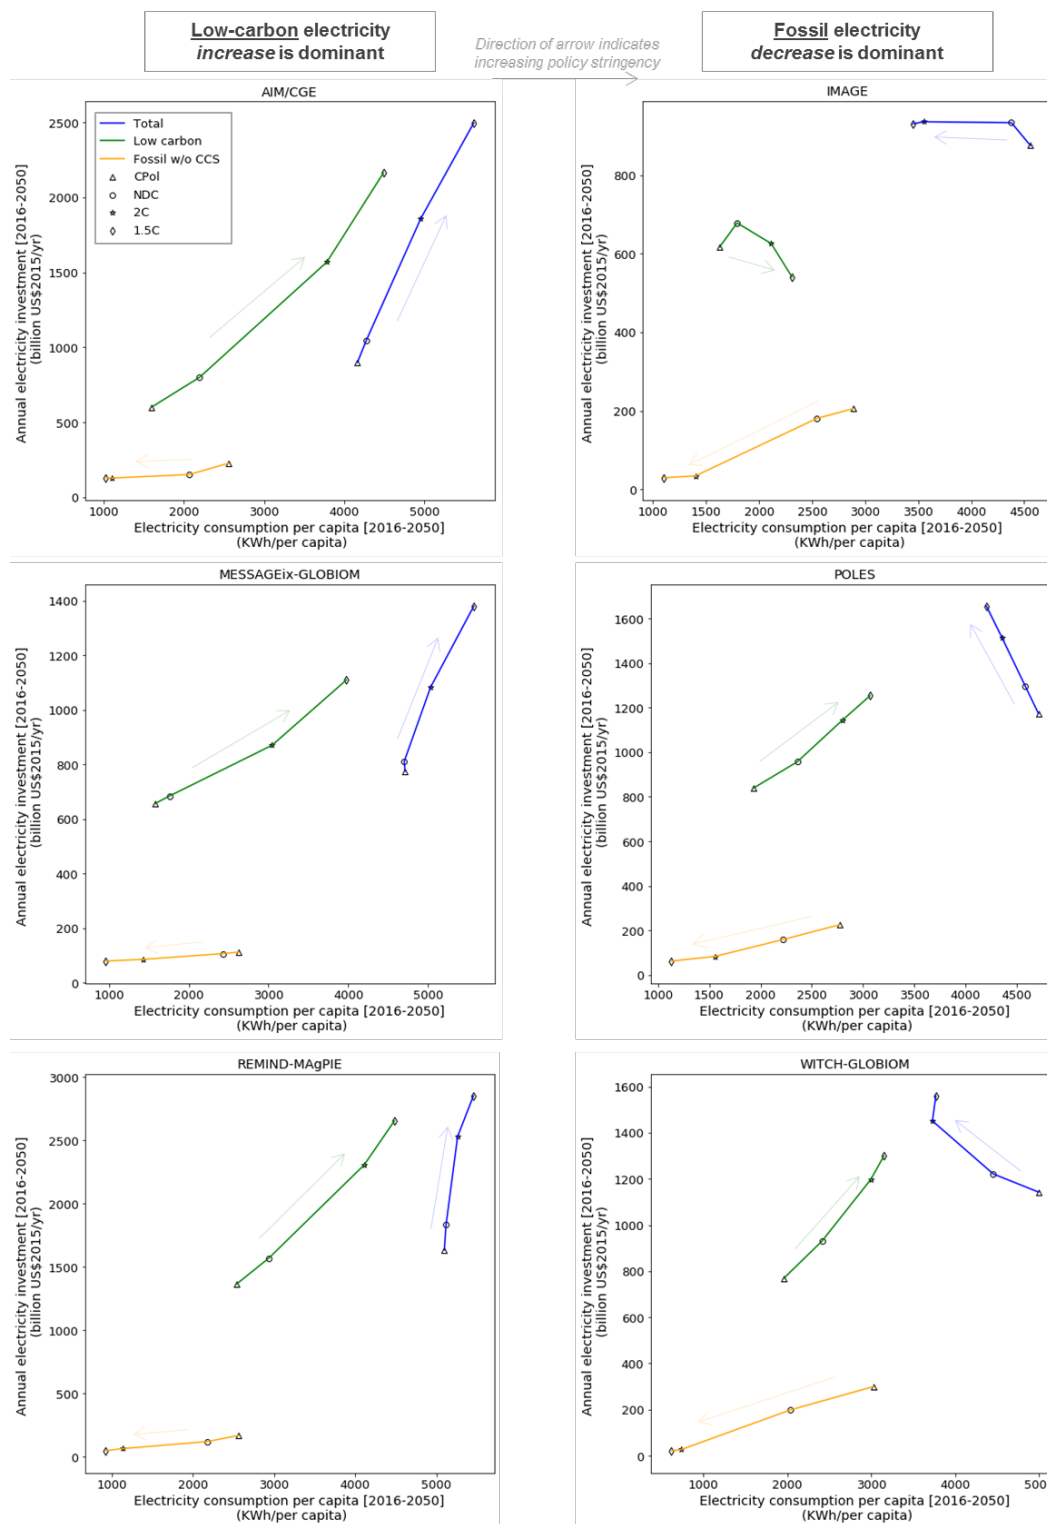 Low-carbon electricity
increase is dominant
Direction of arrow indicates
increasing policy stringency
Fossil electricity
decrease is dominant
AIM/CGE
Total
Low carbon
Fossil w/o CCS
CPol
NDC
2C
1.5C
2500
2000
1500
1000
500
0
Annual electricity investment [2016-2050]
(billion US$2015/yr)
1000 2000 3000 4000 5000
Electricity consumption per capita [2016-2050]
(KWh/per capita)
IMAGE
800
600
400
200
0
Annual electricity investment [2016-2050]
(billion US$2015/yr)
1000 1500 2000 2500 3000 3500 4000 4500
Electricity consumption per capita [2016-2050]
(KWh/per capita)
MESSAGEix-GLOBIOM
1400
1200
1000
800
600
400
200
0
Annual electricity investment [2016-2050]
(billion US$2015/yr)
1000 2000 3000 4000 5000
Electricity consumption per capita [2016-2050]
(KWh/per capita)
POLES
1600
1400
1200
1000
800
600
400
200
0
Annual electricity investment [2016-2050]
(billion US$2015/yr)
1000 1500 2000 2500 3000 3500 4000 4500
Electricity consumption per capita [2016-2050]
(KWh/per capita)
REMIND-MAgPIE
3000
2500
2000
1500
1000
500
0
Annual electricity investment [2016-2050]
(billion US$2015/yr)
1000 2000 3000 4000 5000
Electricity consumption per capita [2016-2050]
(KWh/per capita)
WITCH-GLOBIOM
1600
1400
1200
1000
800
600
400
200
0
Annual electricity investment [2016-2050]
(billion US$2015/yr)
1000 2000 3000 4000 500
Electricity consumption per capita [2016-2050]
(KWh/per capita)